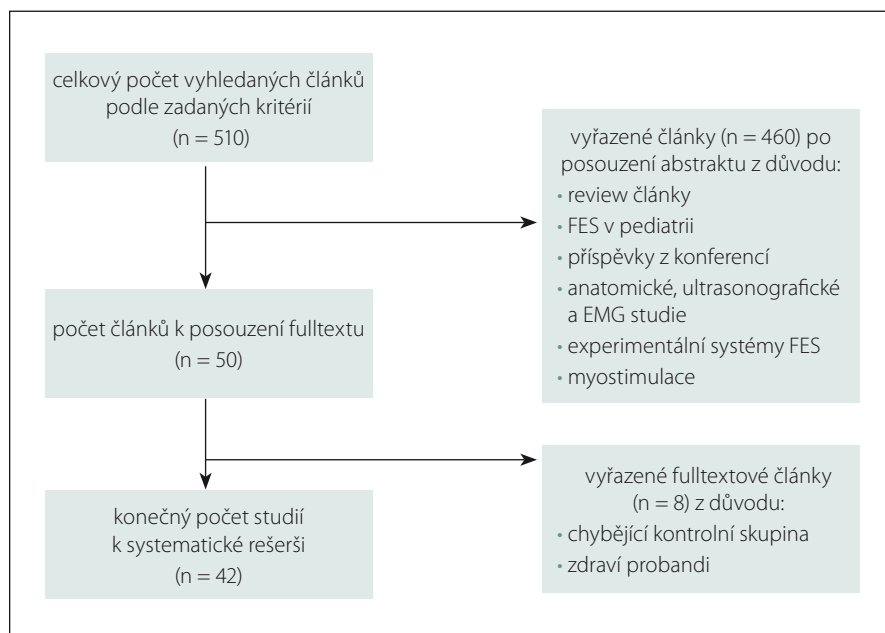 celkový počet vyhledaných článků
podle zadaných kritérií
(n = 510)
vyřazené články (n = 460) po
posouzení abstraktu z důvodu:
• review články
• FES v pediatrii
• příspěvky z konferencí
• anatomické, ultrasonografické
a EMG studie
• experimentální systémy FES
• myostimulace
počet článků k posouzení fulltextu
(n = 50)
vyřazené fulltextové články
(n = 8) z důvodu:
• chybějící kontrolní skupina
• zdraví probandi
konečný počet studií
k systematické rešerši
(n = 42)